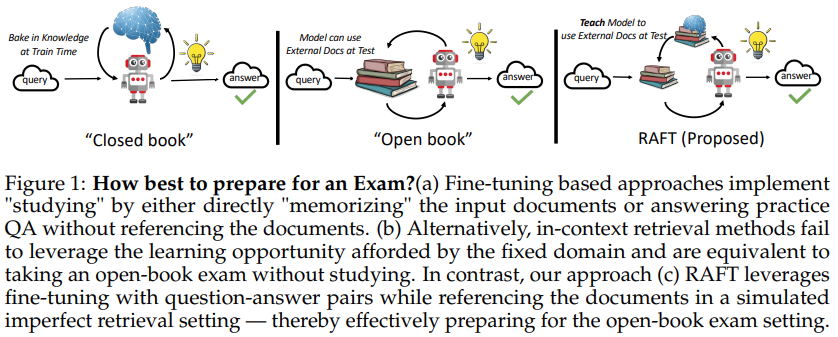 Bake in Knowledge
at Train Time
query
answer
"Closed book"
Model can use
External Docs at Test
query
answer
"Open book"
Teach Model to
use External Docs at Test
query
answer
RAFT (Proposed)
Figure 1: How best to prepare for an Exam?(a) Fine-tuning based approaches implement
"studying" by either directly "memorizing" the input documents or answering practice
QA without referencing the documents. (b) Alternatively, in-context retrieval methods fail
to leverage the learning opportunity afforded by the fixed domain and are equivalent to
taking an open-book exam without studying. In contrast, our approach (c) RAFT leverages
fine-tuning with question-answer pairs while referencing the documents in a simulated
imperfect retrieval setting — thereby effectively preparing for the open-book exam setting.